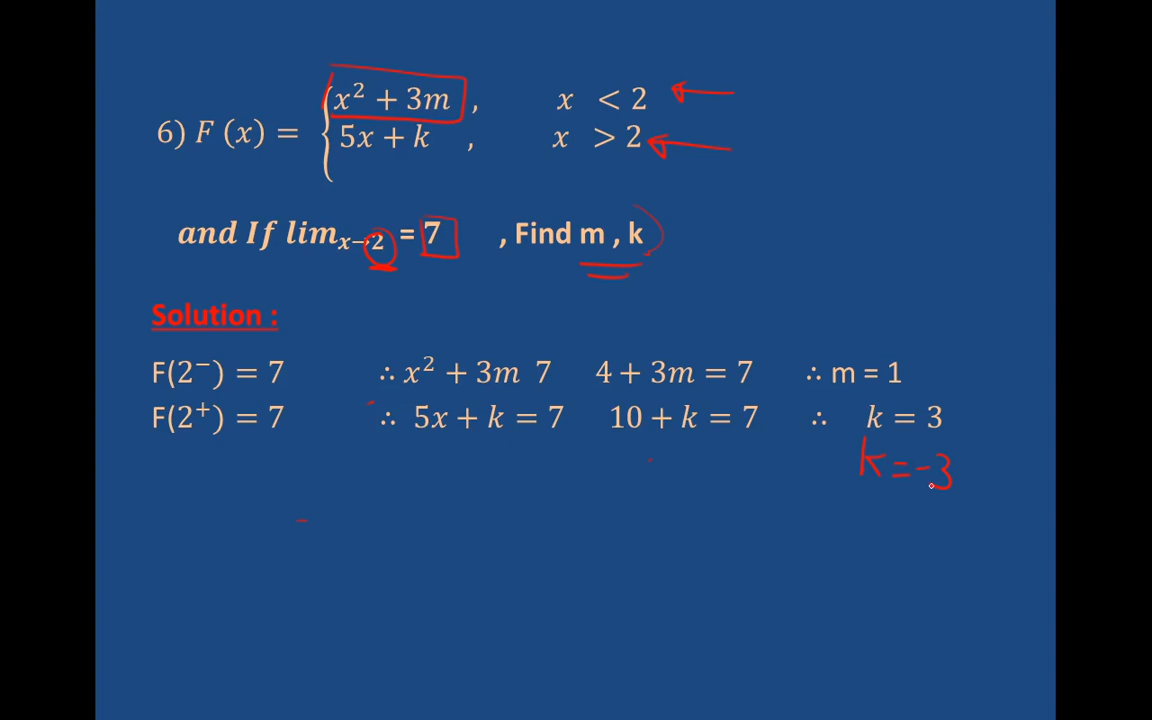 6) F (x) = { x² + 3m , x < 2
5x + k , x > 2
and If lim x→2 = 7 , Find m , k
Solution :
F(2⁻) = 7 ∴ x² + 3m 7 4 + 3m = 7 ∴ m = 1
F(2⁺) = 7 ∴ 5x + k = 7 10 + k = 7 ∴ k = 3
k = -3